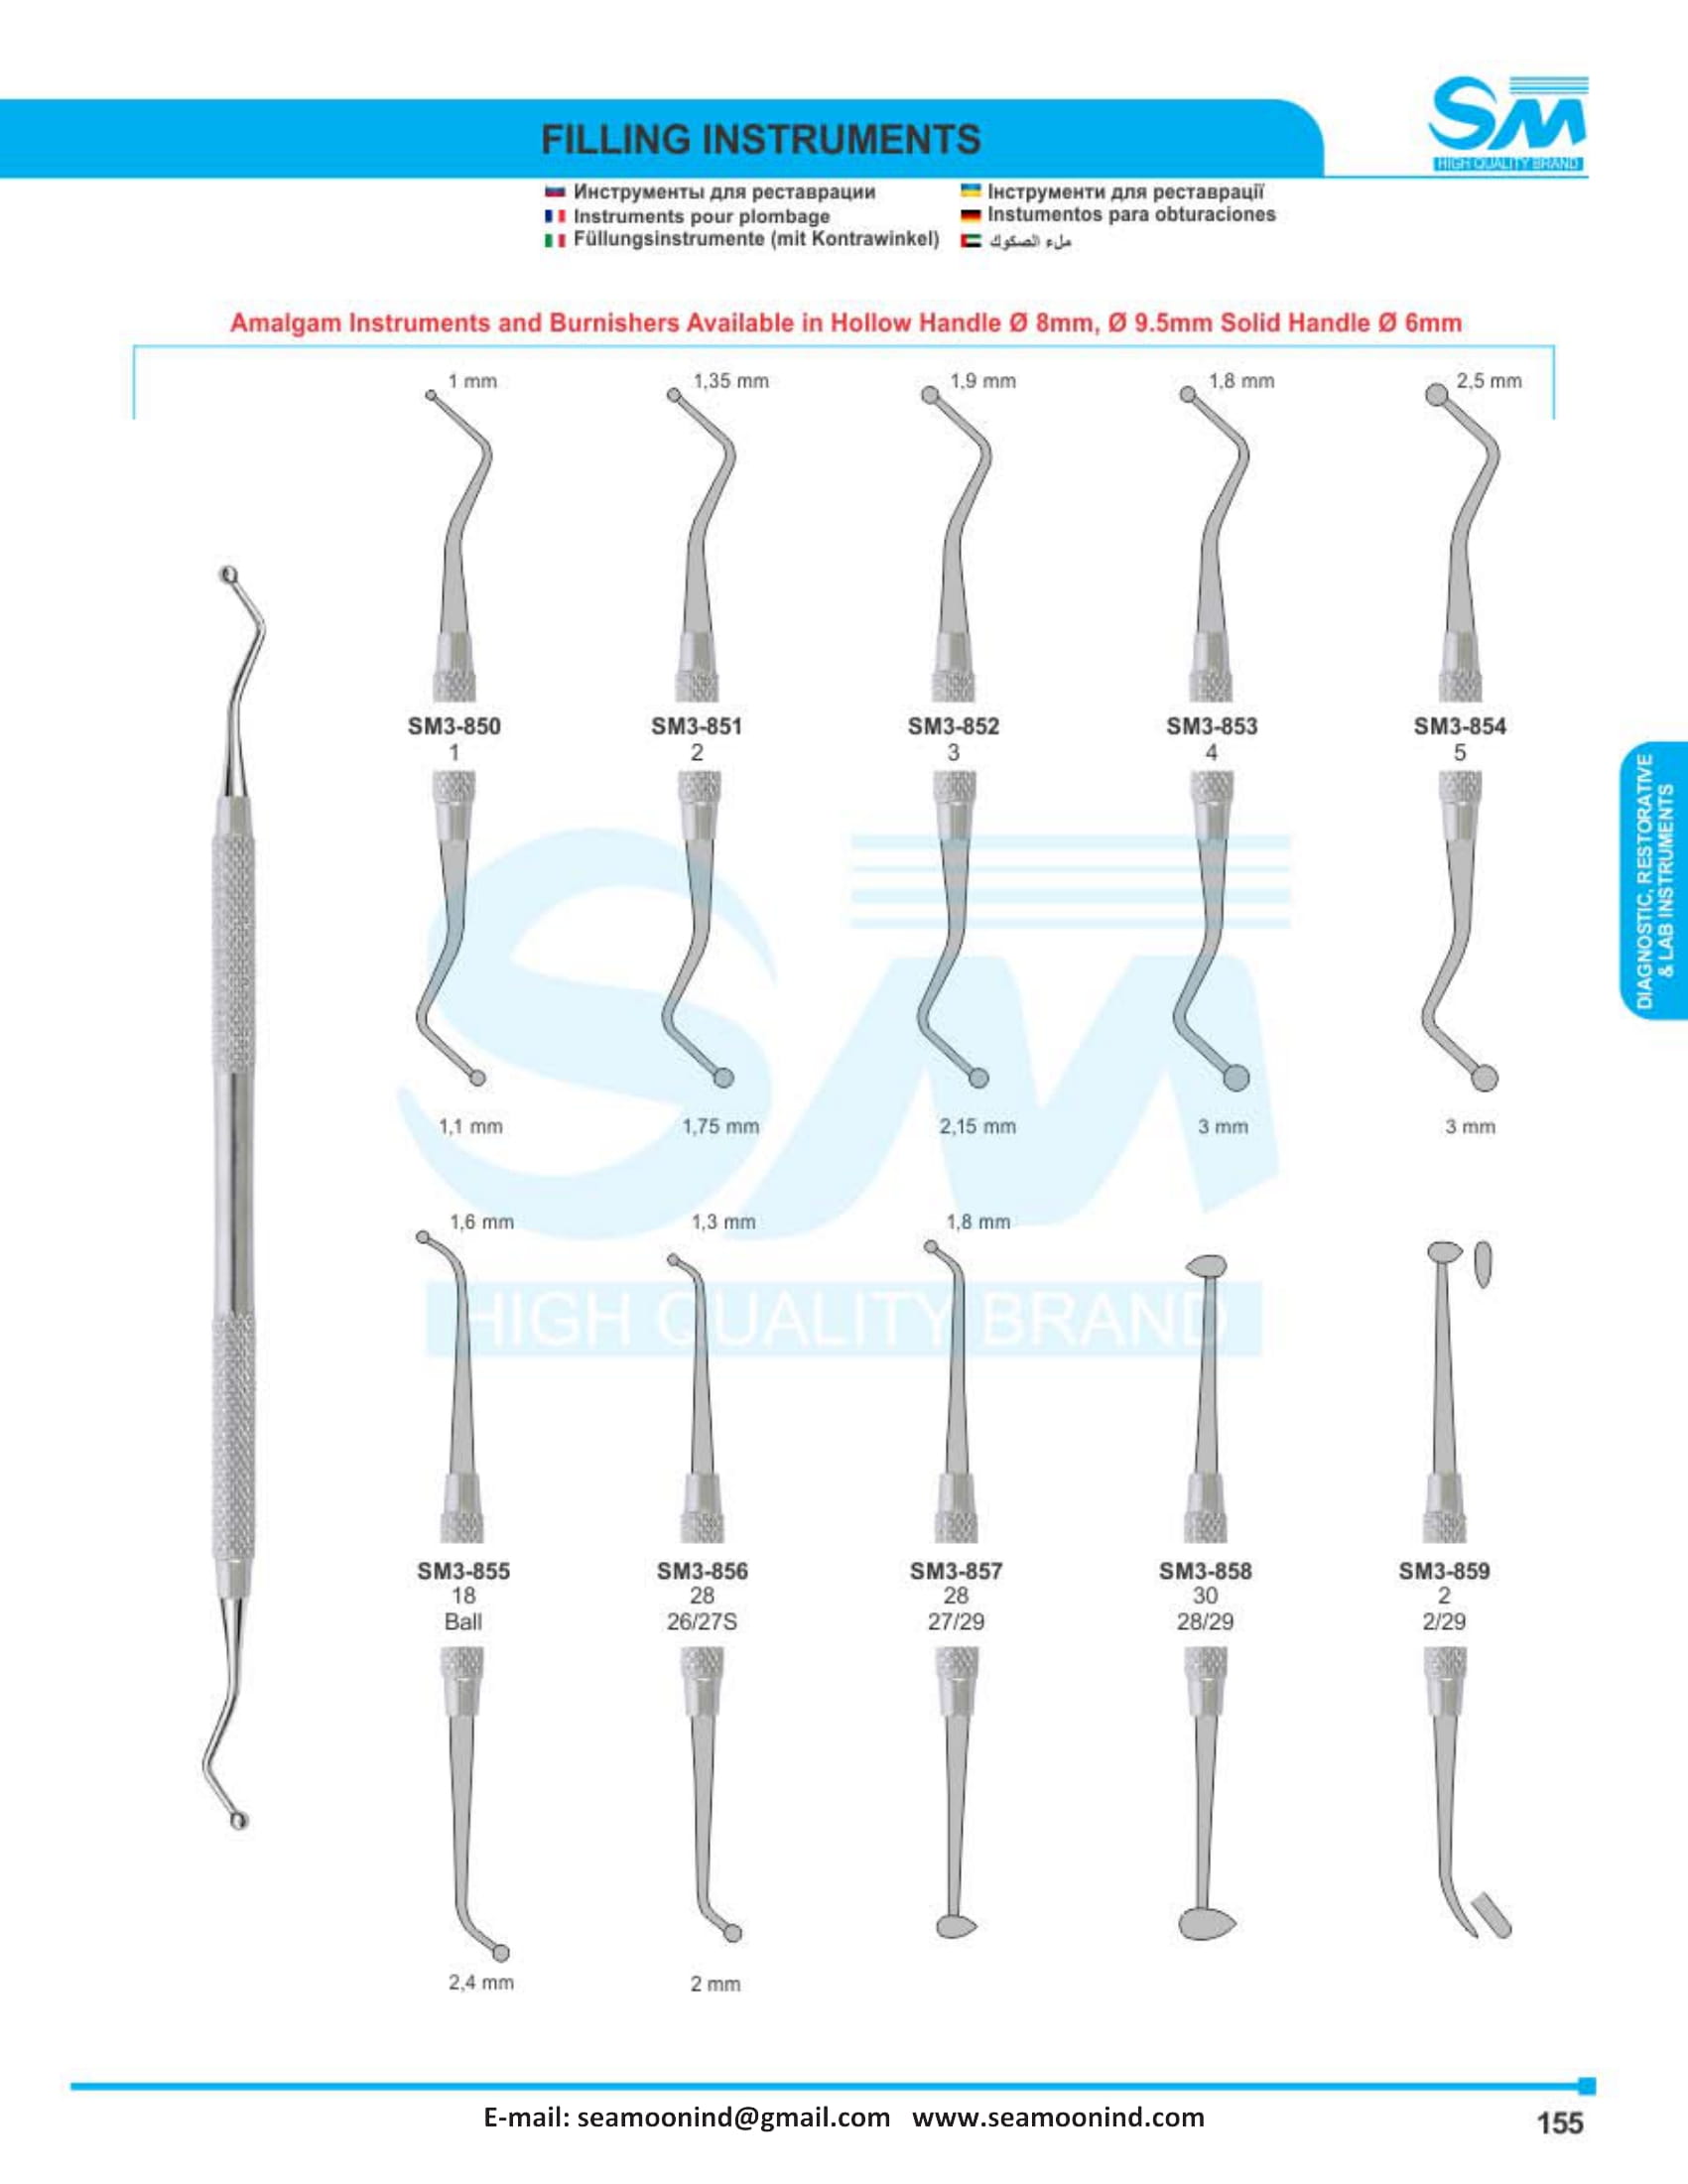 SM
HIGH QUALITY BRAND
FILLING INSTRUMENTS
Инструменты для реставрации
Instruments pour plombage
Füllungsinstrumente (mit Kontrawinkel)
Інструменти для реставрації
Instumentos para obturaciones
ملء الصكوك
Amalgam Instruments and Burnishers Available in Hollow Handle Ø 8mm, Ø 9.5mm Solid Handle Ø 6mm
1 mm 1,35 mm 1,9 mm 1,8 mm 2,5 mm
SM3-850 SM3-851 SM3-852 SM3-853 SM3-854
1 2 3 4 5
DIAGNOSTIC, RESTORATIVE
& LAB INSTRUMENTS
SM
1,1 mm 1,75 mm 2,15 mm 3 mm 3 mm
1,6 mm 1,3 mm 1,8 mm
HIGH QUALITY BRAND
SM3-855 SM3-856 SM3-857 SM3-858 SM3-859
18 28 28 30 2
Ball 26/27S 27/29 28/29 2/29
2,4 mm 2 mm
E-mail: seamoonind@gmail.com www.seamoonind.com
155